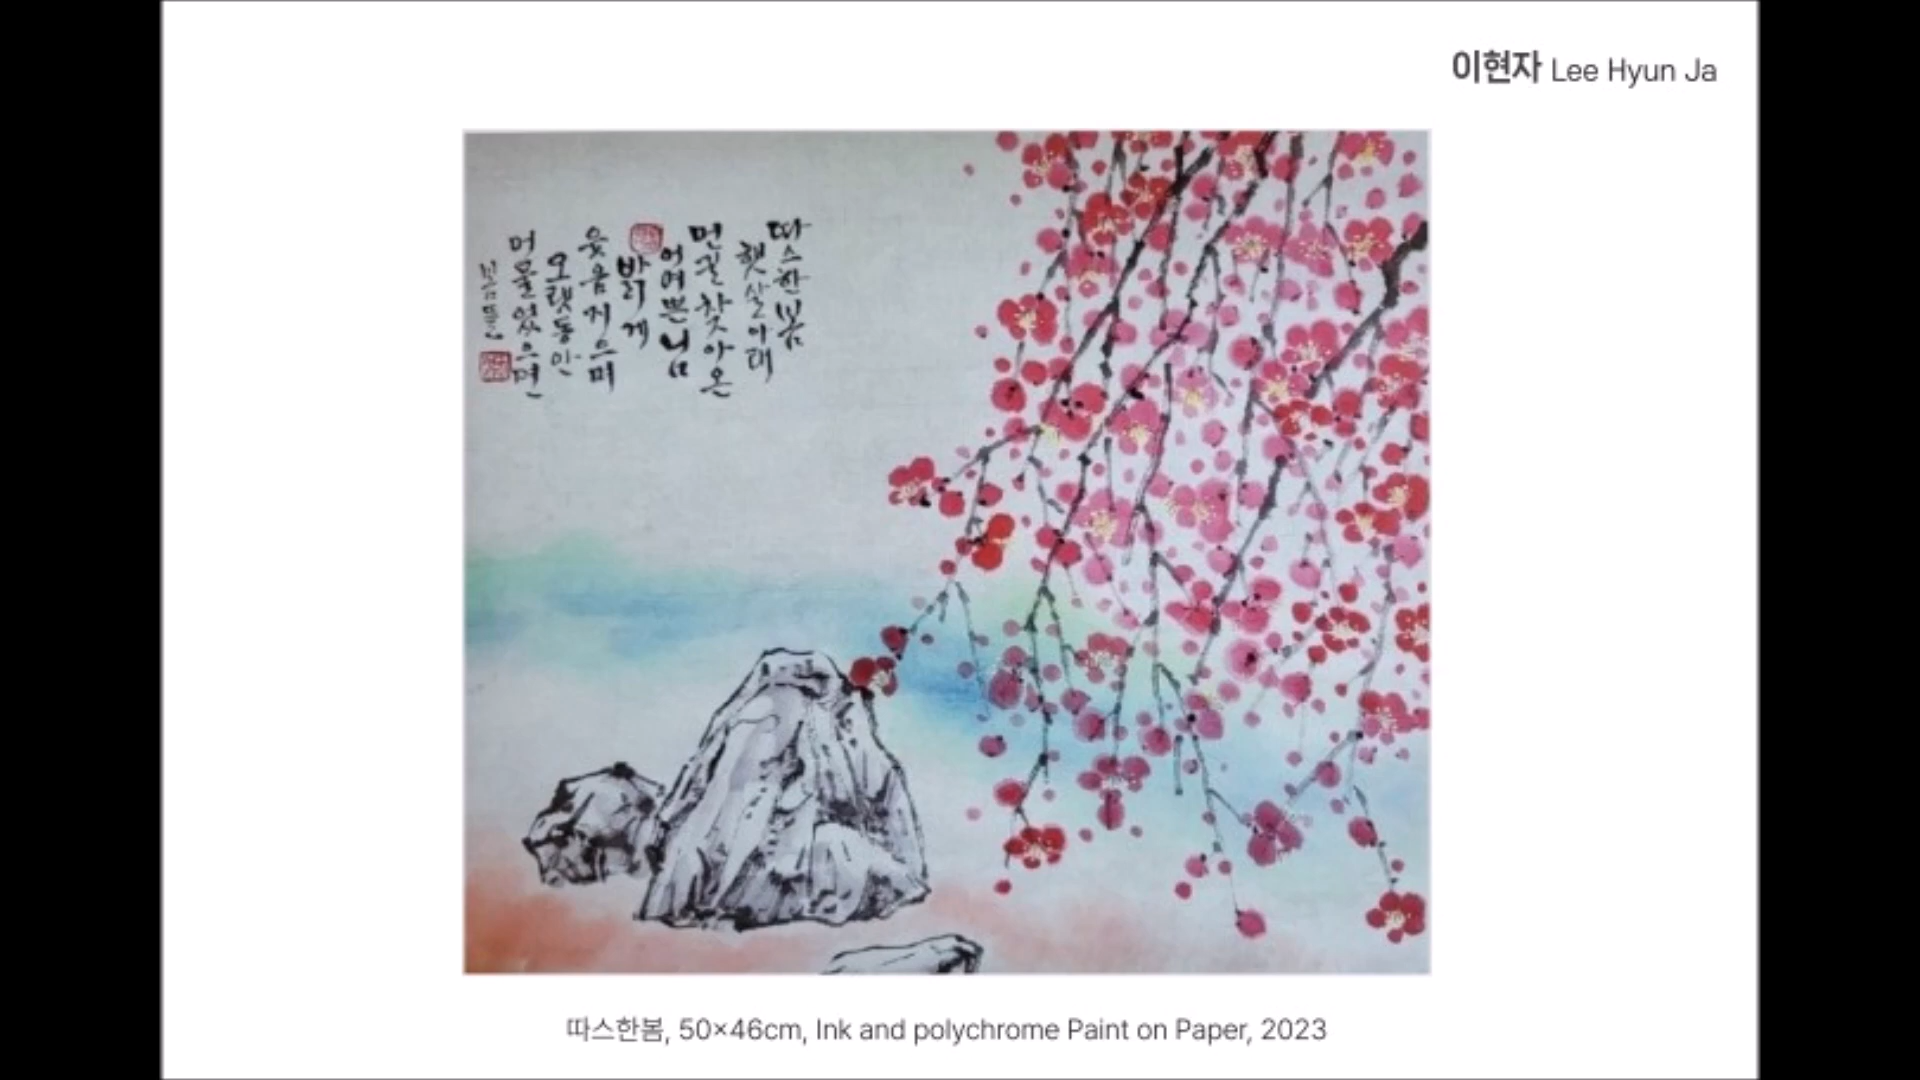 이현자 Lee Hyun Ja
따스한 봄
햇살아래
먼 길 찾아온
어여쁜 님
밝게
웃음 지으며
오랫동안
머물렀으면
따스한봄, 50×46cm, Ink and polychrome Paint on Paper, 2023